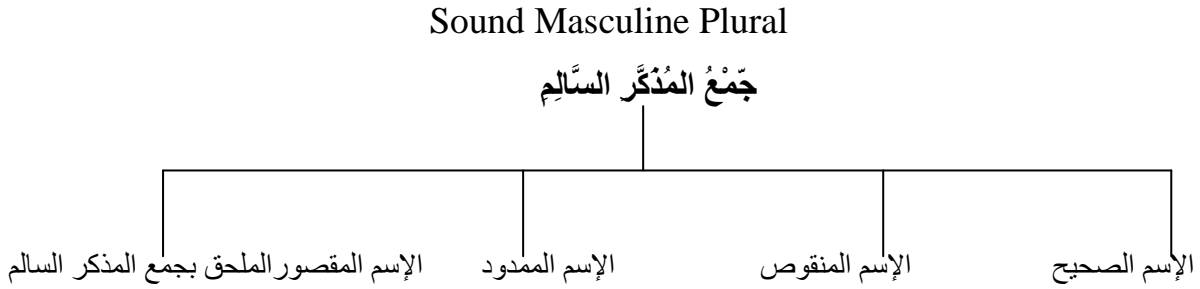 Sound Masculine Plural
جّمْعُ المُذَكَّرِ السَّالِمِ
الإسم الصحيح الإسم المنقوص الإسم الممدود الإسم المقصور الملحق بجمع المذكر السالم